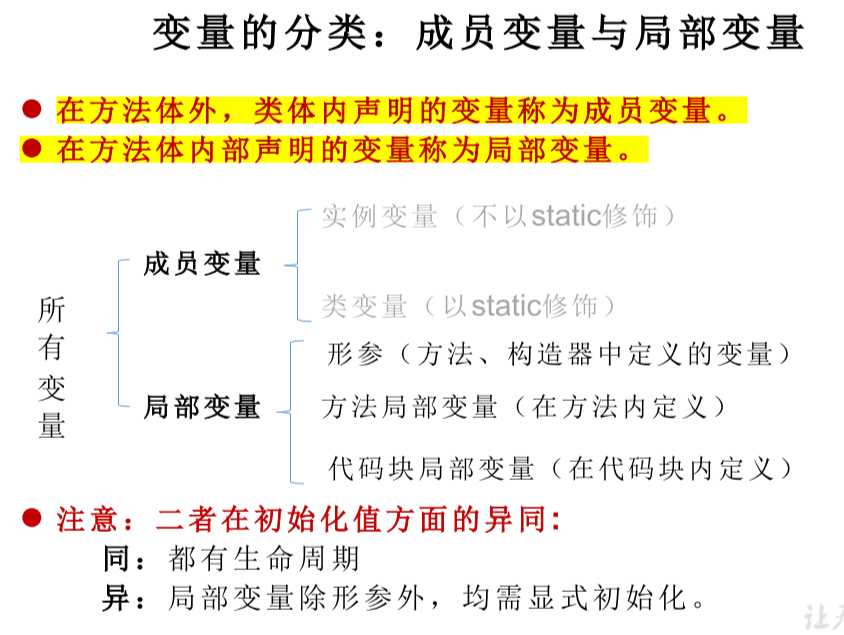 变量的分类：成员变量与局部变量
● 在方法体外，类体内声明的变量称为成员变量。
● 在方法体内部声明的变量称为局部变量。
所有变量
成员变量
实例变量（不以static修饰）
类变量（以static修饰）
局部变量
形参（方法、构造器中定义的变量）
方法局部变量（在方法内定义）
代码块局部变量（在代码块内定义）
● 注意：二者在初始化值方面的异同:
同：都有生命周期
异：局部变量除形参外，均需显式初始化。
让